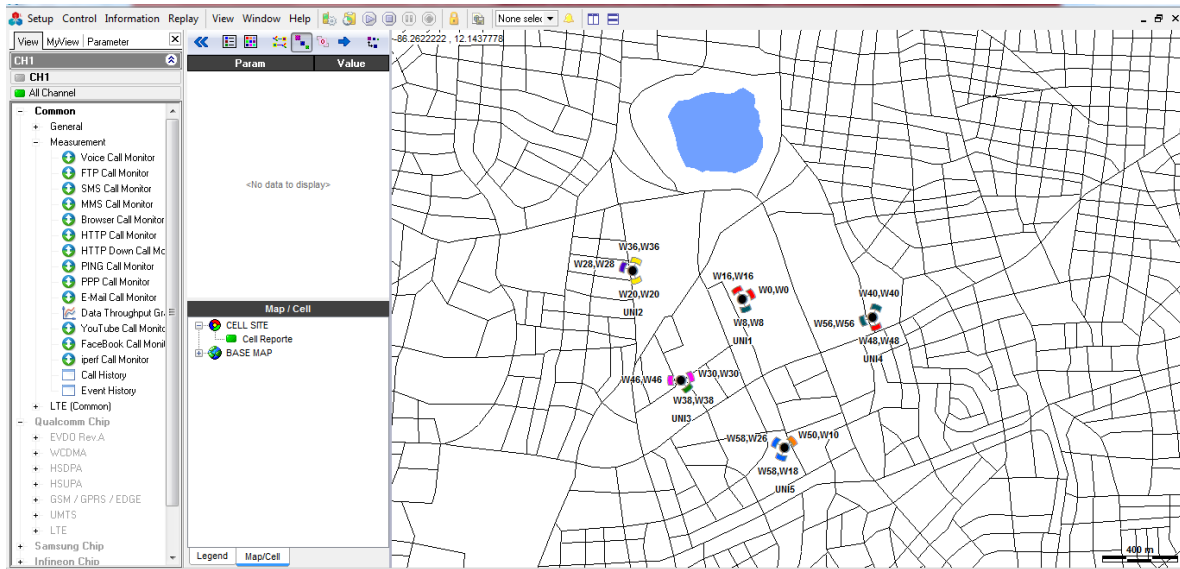 Setup Control Information Replay View Window Help None selec
View MyView Parameter
CH1
CH1
All Channel
Common
General
Measurement
Voice Call Monitor
FTP Call Monitor
SMS Call Monitor
MMS Call Monitor
Browser Call Monitor
HTTP Call Monitor
HTTP Down Call Mo
PING Call Monitor
PPP Call Monitor
E-Mail Call Monitor
Data Throughput Gra
YouTube Call Monito
FaceBook Call Monit
iperf Call Monitor
Call History
Event History
LTE (Common)
Qualcomm Chip
EVDO Rev.A
WCDMA
HSDPA
HSUPA
GSM / GPRS / EDGE
UMTS
LTE
Samsung Chip
Infineon Chip
Param Value
<No data to display>
Map / Cell
CELL SITE
Cell Reporte
BASE MAP
Legend Map/Cell
-86.2622222 , 12.1437778
W36,W36
W28,W28
W20,W20
UNI2
W16,W16
W0,W0
W8,W8
UNI1
W40,W40
W56,W56
W48,W48
UNI4
W46,W46
W30,W30
W38,W38
UNI3
W58,W26
W50,W10
W58,W18
UNI5
400 m